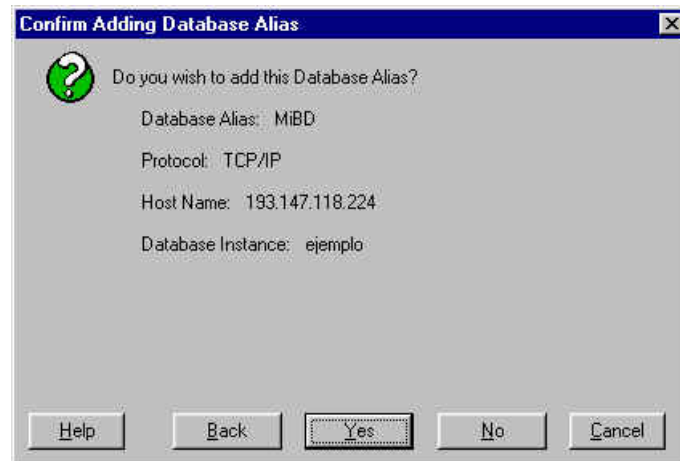 Confirm Adding Database Alias
Do you wish to add this Database Alias?
Database Alias: MiBD
Protocol: TCP/IP
Host Name: 193.147.118.224
Database Instance: ejemplo
Help Back Yes No Cancel